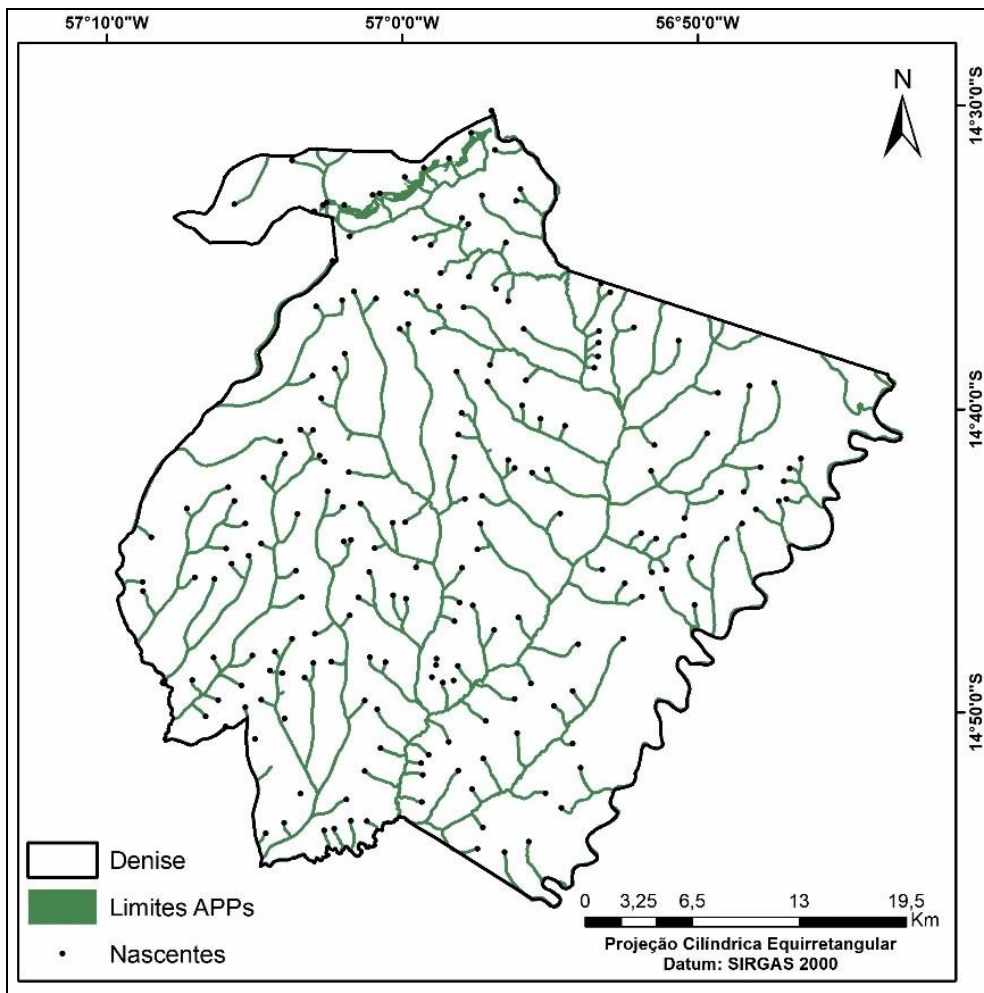 57°10'0"W 57°0'0"W 56°50'0"W
N
14°30'0"S
14°40'0"S
14°50'0"S
Denise
Limites APPs
Nascentes
0 3,25 6,5 13 19,5
Km
Projeção Cilíndrica Equirretangular
Datum: SIRGAS 2000